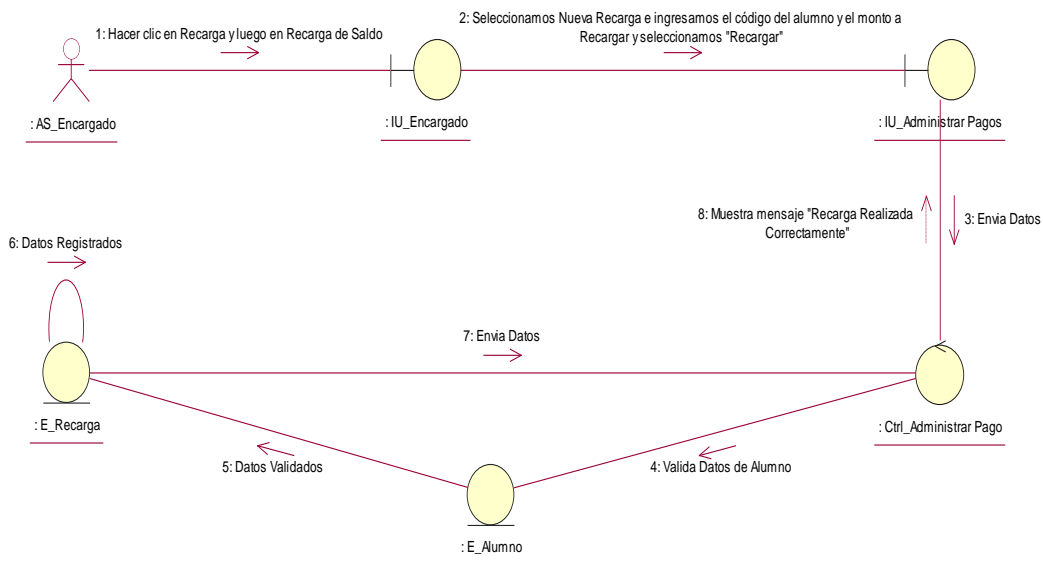 2: Seleccionamos Nueva Recarga e ingresamos el código del alumno y el monto a
Recargar y seleccionamos "Recargar"
1: Hacer clic en Recarga y luego en Recarga de Saldo
: AS_Encargado
: IU_Encargado
: IU_Administrar Pagos
8: Muestra mensaje "Recarga Realizada
Correctamente"
3: Envia Datos
6: Datos Registrados
7: Envia Datos
: E_Recarga
: Ctrl_Administrar Pago
5: Datos Validados
4: Valida Datos de Alumno
: E_Alumno